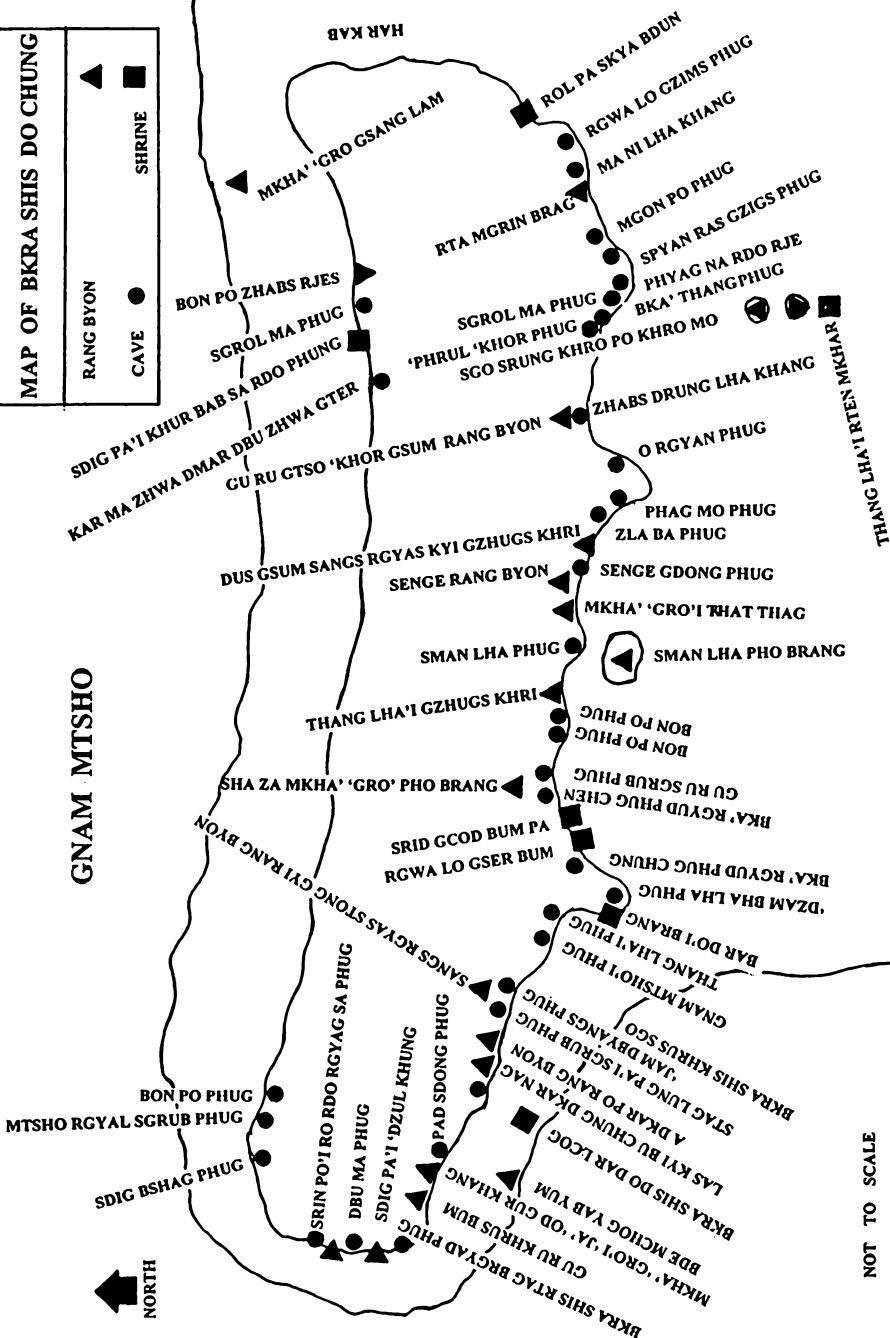 MAP OF BKRA SHIS DO CHUNG
RANG BYON
CAVE
SHRINE
HAR KAB
ROL PA SKYA BDUN
RGWA LO GZIMS PHUG
MA NI LHA KHANG
RTA MGRIN BRAG
MGON PO PHUG
SPYAN RAS GZIGS PHUG
PHYAG NA RDO RJE
BKA' THANG PHUG
SGROL MA PHUG
'PHRUL 'KHOR PHUG
SGO SRUNG KHRO PO KHRO MO
THANG LHA'I RTEN MKHAR
MKHA' 'GRO GSANG LAM
BON PO ZHABS RJES
SGROL MA PHUG
SDIG PA'I KHUR BAB SA RDO PHUNG
KAR MA ZHWA DMAR DBU ZHWA GTER
GU RU GTSO 'KHOR GSUM RANG BYON
ZHABS DRUNG LHA KHANG
O RGYAN PHUG
PHAG MO PHUG
ZLA BA PHUG
DUS GSUM SANGS RGYAS KYI GZHUGS KHRI
SENGE RANG BYON
SENGE GDONG PHUG
MKHA' 'GRO'I THAT THAG
SMAN LHA PHUG
SMAN LHA PHO BRANG
THANG LHA'I GZHUGS KHRI
BON PO PHUG
BON PO PHUG
GNAM MTSHO
SHA ZA MKHA' 'GRO' PHO BRANG
GU RU SGRUB PHUG
BKA' RGYUD PHUG CHEN
SRID GCOD BUM PA
RGWA LO GSER BUM
BKA' RGYUD PHUG CHUNG
'DZAM BHA LHA PHUG
BAR DO'I BRANG
THANG LHA'I PHUG
GNAM MTSHO'I PHUG
SANGS RGYAS STONG GYI RANG BYON
BKRA SHIS KHRUS SGO
'JAM DBYANGS PHUG
STAG LUNG PA'I SGRUB PHUG
A DKAR PO RANG BYON
LAS KYI BU CHUNG DKAR NAG
BKRA SHIS DO DAR LCOG
BDE MCHOG YAB YUM
MKHA' 'GRO'I 'JA' 'OD GUR KHANG
GU RU KHRUS BUM
BKRA SHIS RTAG BRGYAD PHUG
BON PO PHUG
MTSHO RGYAL SGRUB PHUG
SDIG BSHAG PHUG
SRIN PO'I RO RDO RGYAG SA PHUG
DBU MA PHUG
SDIG PA'I 'DZUL KHUNG
PAD SDONG PHUG
NORTH
NOT TO SCALE